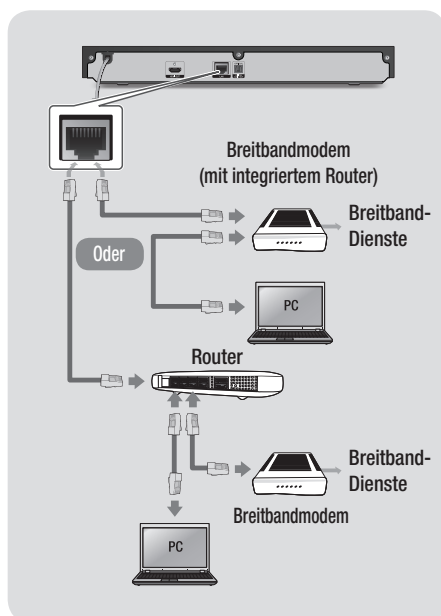 Breitbandmodem
(mit integriertem Router)
Breitband-
Dienste
Oder
PC
Router
Breitband-
Dienste
Breitbandmodem
PC